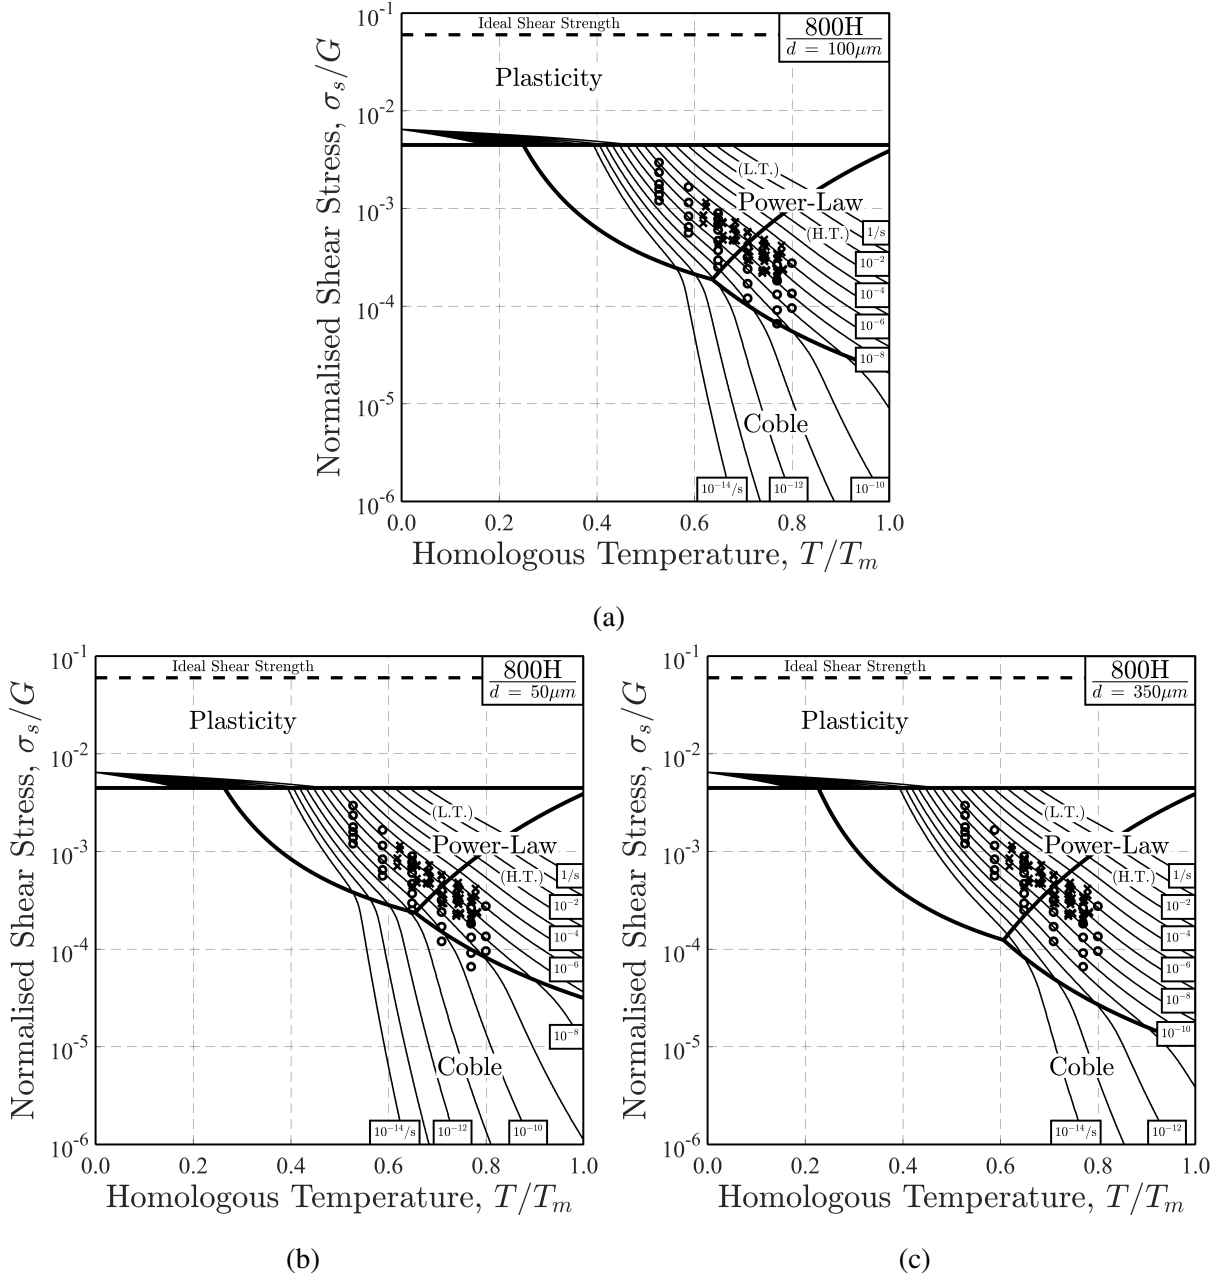 10⁻¹
Ideal Shear Strength
800H
d = 100μm
Plasticity
10⁻²
(L.T.)
10⁻³
Power-Law
(H.T.)
1/s
10⁻²
10⁻⁴
10⁻⁴
10⁻⁶
10⁻⁸
10⁻⁵
Coble
10⁻¹⁴/s
10⁻¹²
10⁻¹⁰
10⁻⁶
0.0 0.2 0.4 0.6 0.8 1.0
Normalised Shear Stress, σₛ/G
Homologous Temperature, T/Tₘ
(a)
10⁻¹
Ideal Shear Strength
800H
d = 50μm
Plasticity
10⁻²
(L.T.)
10⁻³
Power-Law
(H.T.)
1/s
10⁻²
10⁻⁴
10⁻⁴
10⁻⁶
10⁻⁸
10⁻⁵
Coble
10⁻¹⁴/s
10⁻¹²
10⁻¹⁰
10⁻⁶
0.0 0.2 0.4 0.6 0.8 1.0
Normalised Shear Stress, σₛ/G
Homologous Temperature, T/Tₘ
(b)
10⁻¹
Ideal Shear Strength
800H
d = 350μm
Plasticity
10⁻²
(L.T.)
10⁻³
Power-Law
(H.T.)
1/s
10⁻²
10⁻⁴
10⁻⁴
10⁻⁶
10⁻⁸
10⁻¹⁰
10⁻⁵
Coble
10⁻¹⁴/s
10⁻¹²
10⁻⁶
0.0 0.2 0.4 0.6 0.8 1.0
Normalised Shear Stress, σₛ/G
Homologous Temperature, T/Tₘ
(c)